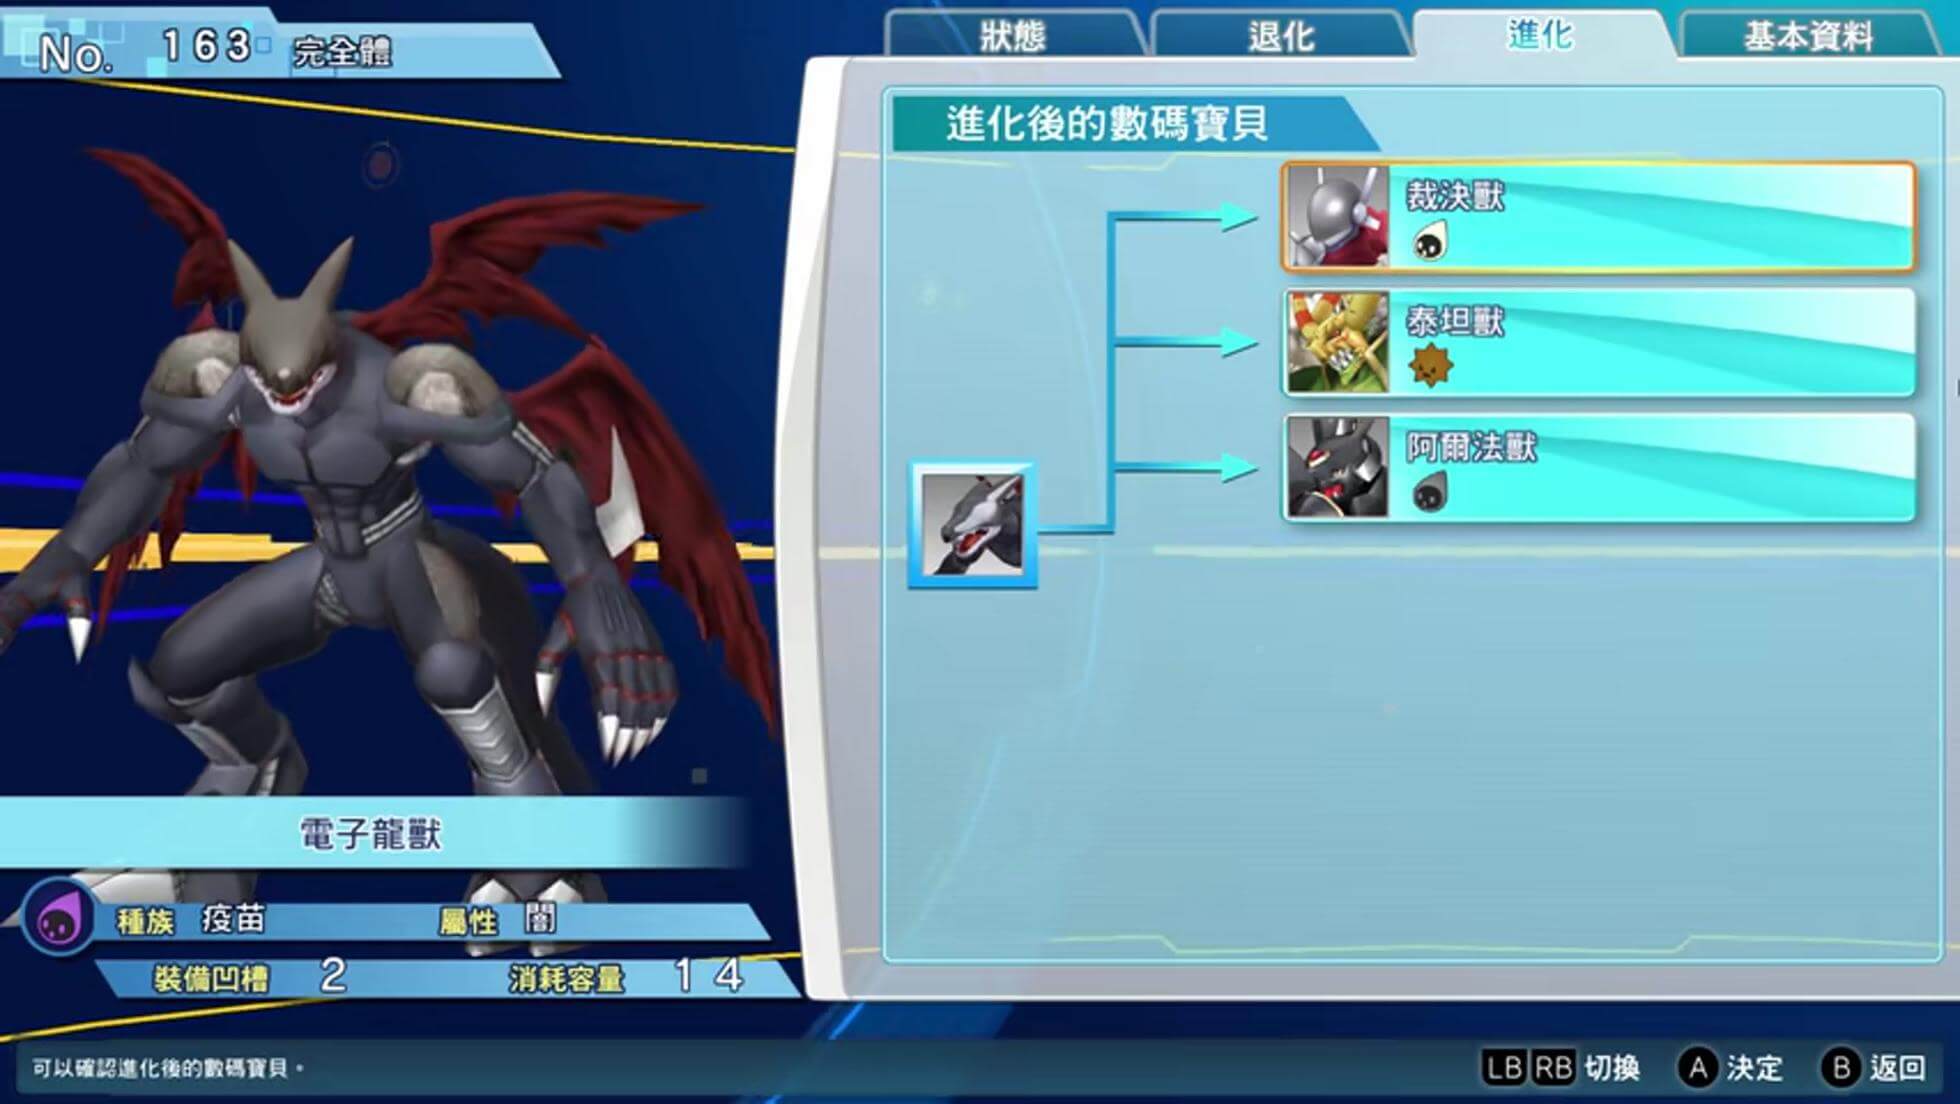 No. 163 完全體
狀態 退化 進化 基本資料
進化後的數碼寶貝
裁決獸
泰坦獸
阿爾法獸
電子龍獸
種族 疫苗 屬性 闇
裝備凹槽 2 消耗容量 14
可以確認進化後的數碼寶貝。
LB RB 切換 A 決定 B 返回